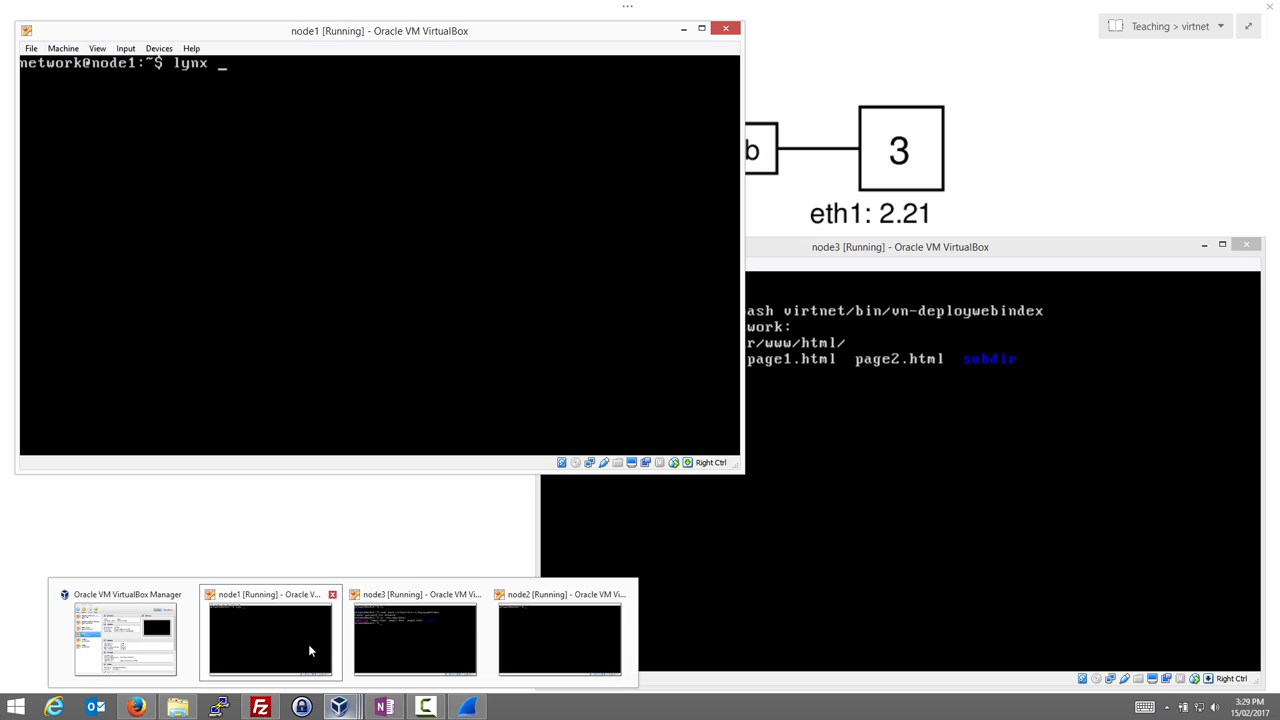 ...
Teaching > virtnet
node1 [Running] - Oracle VM VirtualBox
File Machine View Input Devices Help
network@node1:~$ lynx _
b
3
eth1: 2.21
node3 [Running] - Oracle VM VirtualBox
ash virtnet/bin/vn-deploywebindex
work:
r/www/html/
page1.html page2.html subdir
Right Ctrl
Oracle VM VirtualBox Manager
node1 [Running] - Oracle V...
node3 [Running] - Oracle VM Vi...
node2 [Running] - Oracle VM Vi...
Right Ctrl
3:29 PM
15/02/2017